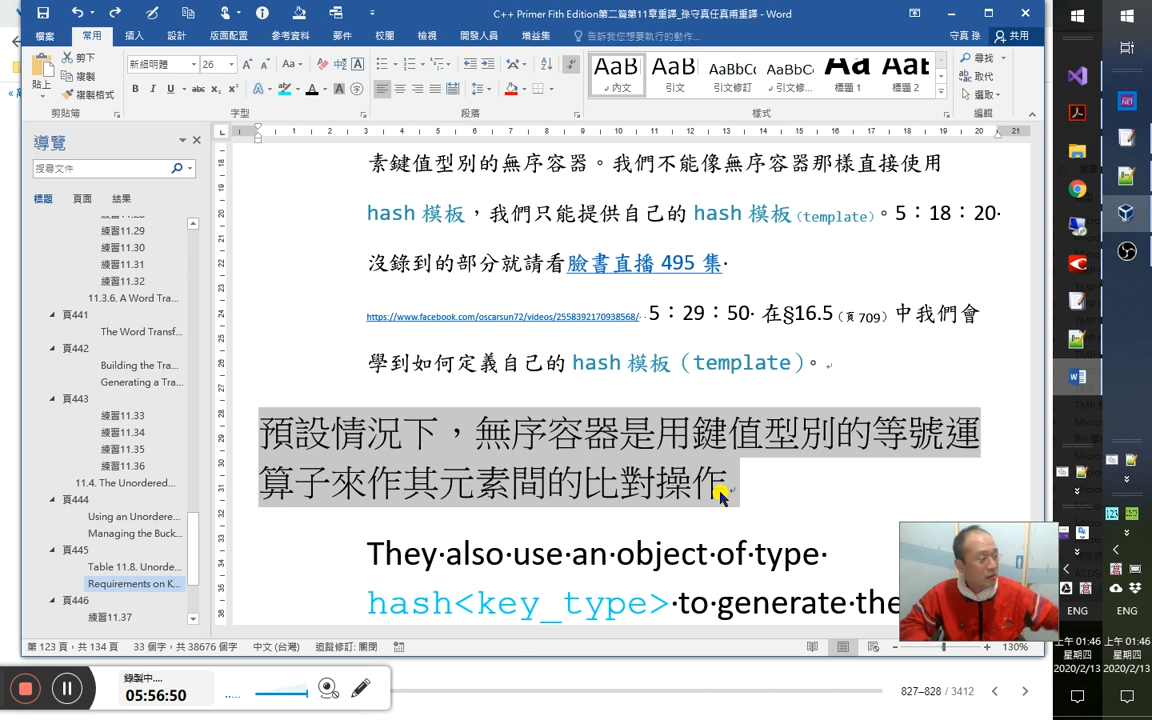 C++ Primer Fith Edition第二篇第11章重譯_孫守真任真甫重譯 - Word
檔案 常用 插入 設計 版面配置 參考資料 郵件 校閱 檢視 開發人員 增益集 告訴我您想要執行的動作... 守真 孫 共用
貼上 剪下 複製 複製格式 剪貼簿
新細明體 26 字型
段落
AaB 內文 AaB 引文 AaBbCc 引文修訂 AaBbC 引文修... Aa 標題 1 Aat 標題 2 樣式
尋找 取代 選取 編輯
導覽
搜尋文件
標題 頁面 結果
練習11.29
練習11.30
練習11.31
練習11.32
11.3.6. A Word Tra...
頁441
The Word Transf...
頁442
Building the Tra...
Generating a Tra...
頁443
練習11.33
練習11.34
練習11.35
練習11.36
11.4. The Unordered...
頁444
Using an Unordere...
Managing the Buck...
頁445
Table 11.8. Unorde...
Requirements on K...
頁446
練習11.37
素鍵值型別的無序容器。我們不能像無序容器那樣直接使用
hash 模板，我們只能提供自己的 hash 模板（template）。5：18：20
沒錄到的部分就請看臉書直播 495 集
https://www.facebook.com/oscarsun72/videos/2558392170938568/ 5：29：50 在§16.5（頁 709）中我們會
學到如何定義自己的 hash 模板（template）。
預設情況下，無序容器是用鍵值型別的等號運
算子來作其元素間的比對操作
They also use an object of type
hash<key_type> to generate the
第 123 頁，共 134 頁 33 個字，共 38676 個字 中文 (台灣) 追蹤修訂: 關閉 130%
錄製中....
05:56:50
827–828 / 3412
ENG ENG
上午 01:46 上午 01:46
星期四 星期四
2020/2/13 2020/2/13